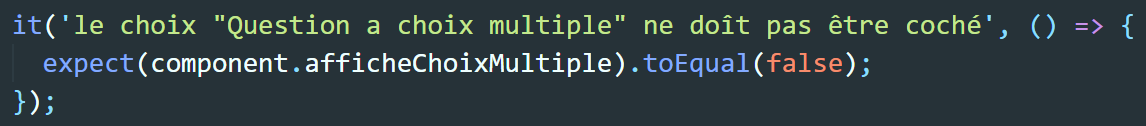 it('le choix "Question a choix multiple" ne doît pas être coché', () => {
expect(component.afficheChoixMultiple).toEqual(false);
});